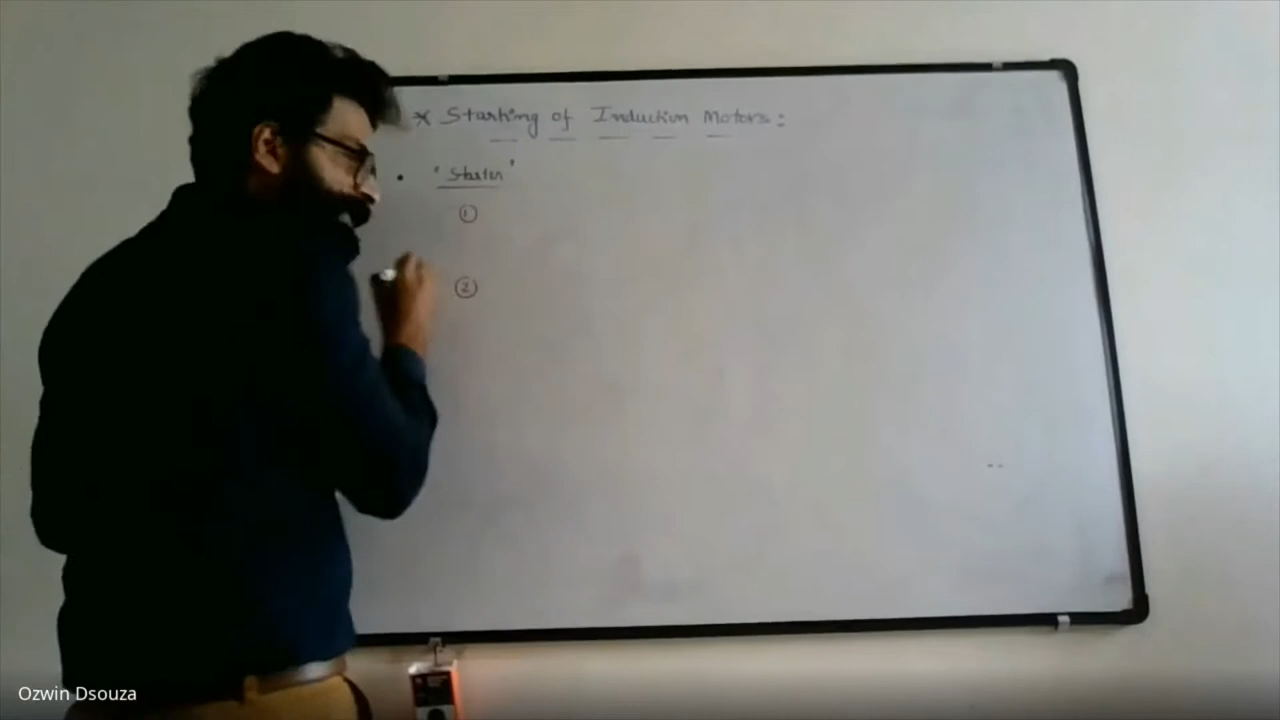 * Starting of Induction Motors:
• "Starter"
①
②
Ozwin Dsouza